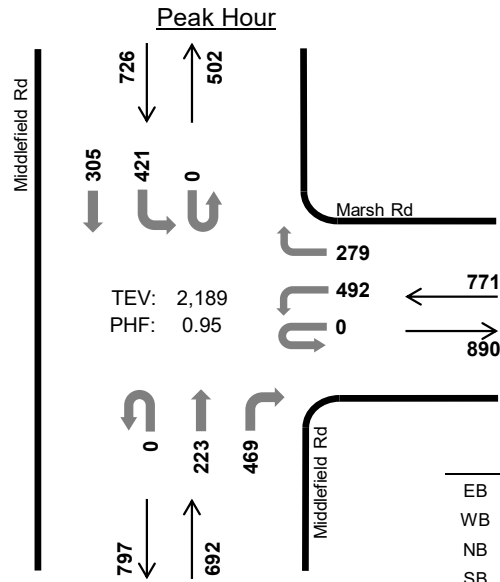 Peak Hour
Middlefield Rd
726
502
305
421
0
Marsh Rd
279
492
771
0
890
TEV: 2,189
PHF: 0.95
0
223
469
Middlefield Rd
797
692
EB
WB
NB
SB